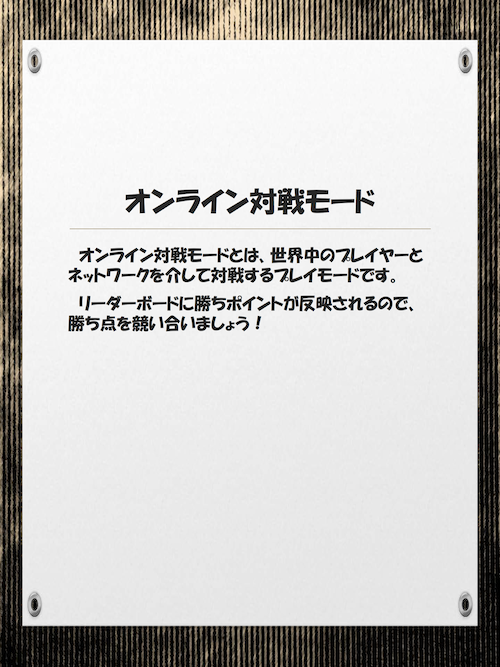 オンライン対戦モード
オンライン対戦モードとは、世界中のプレイヤーと
ネットワークを介して対戦するプレイモードです。
リーダーボードに勝ちポイントが反映されるので、
勝ち点を競い合いましょう！